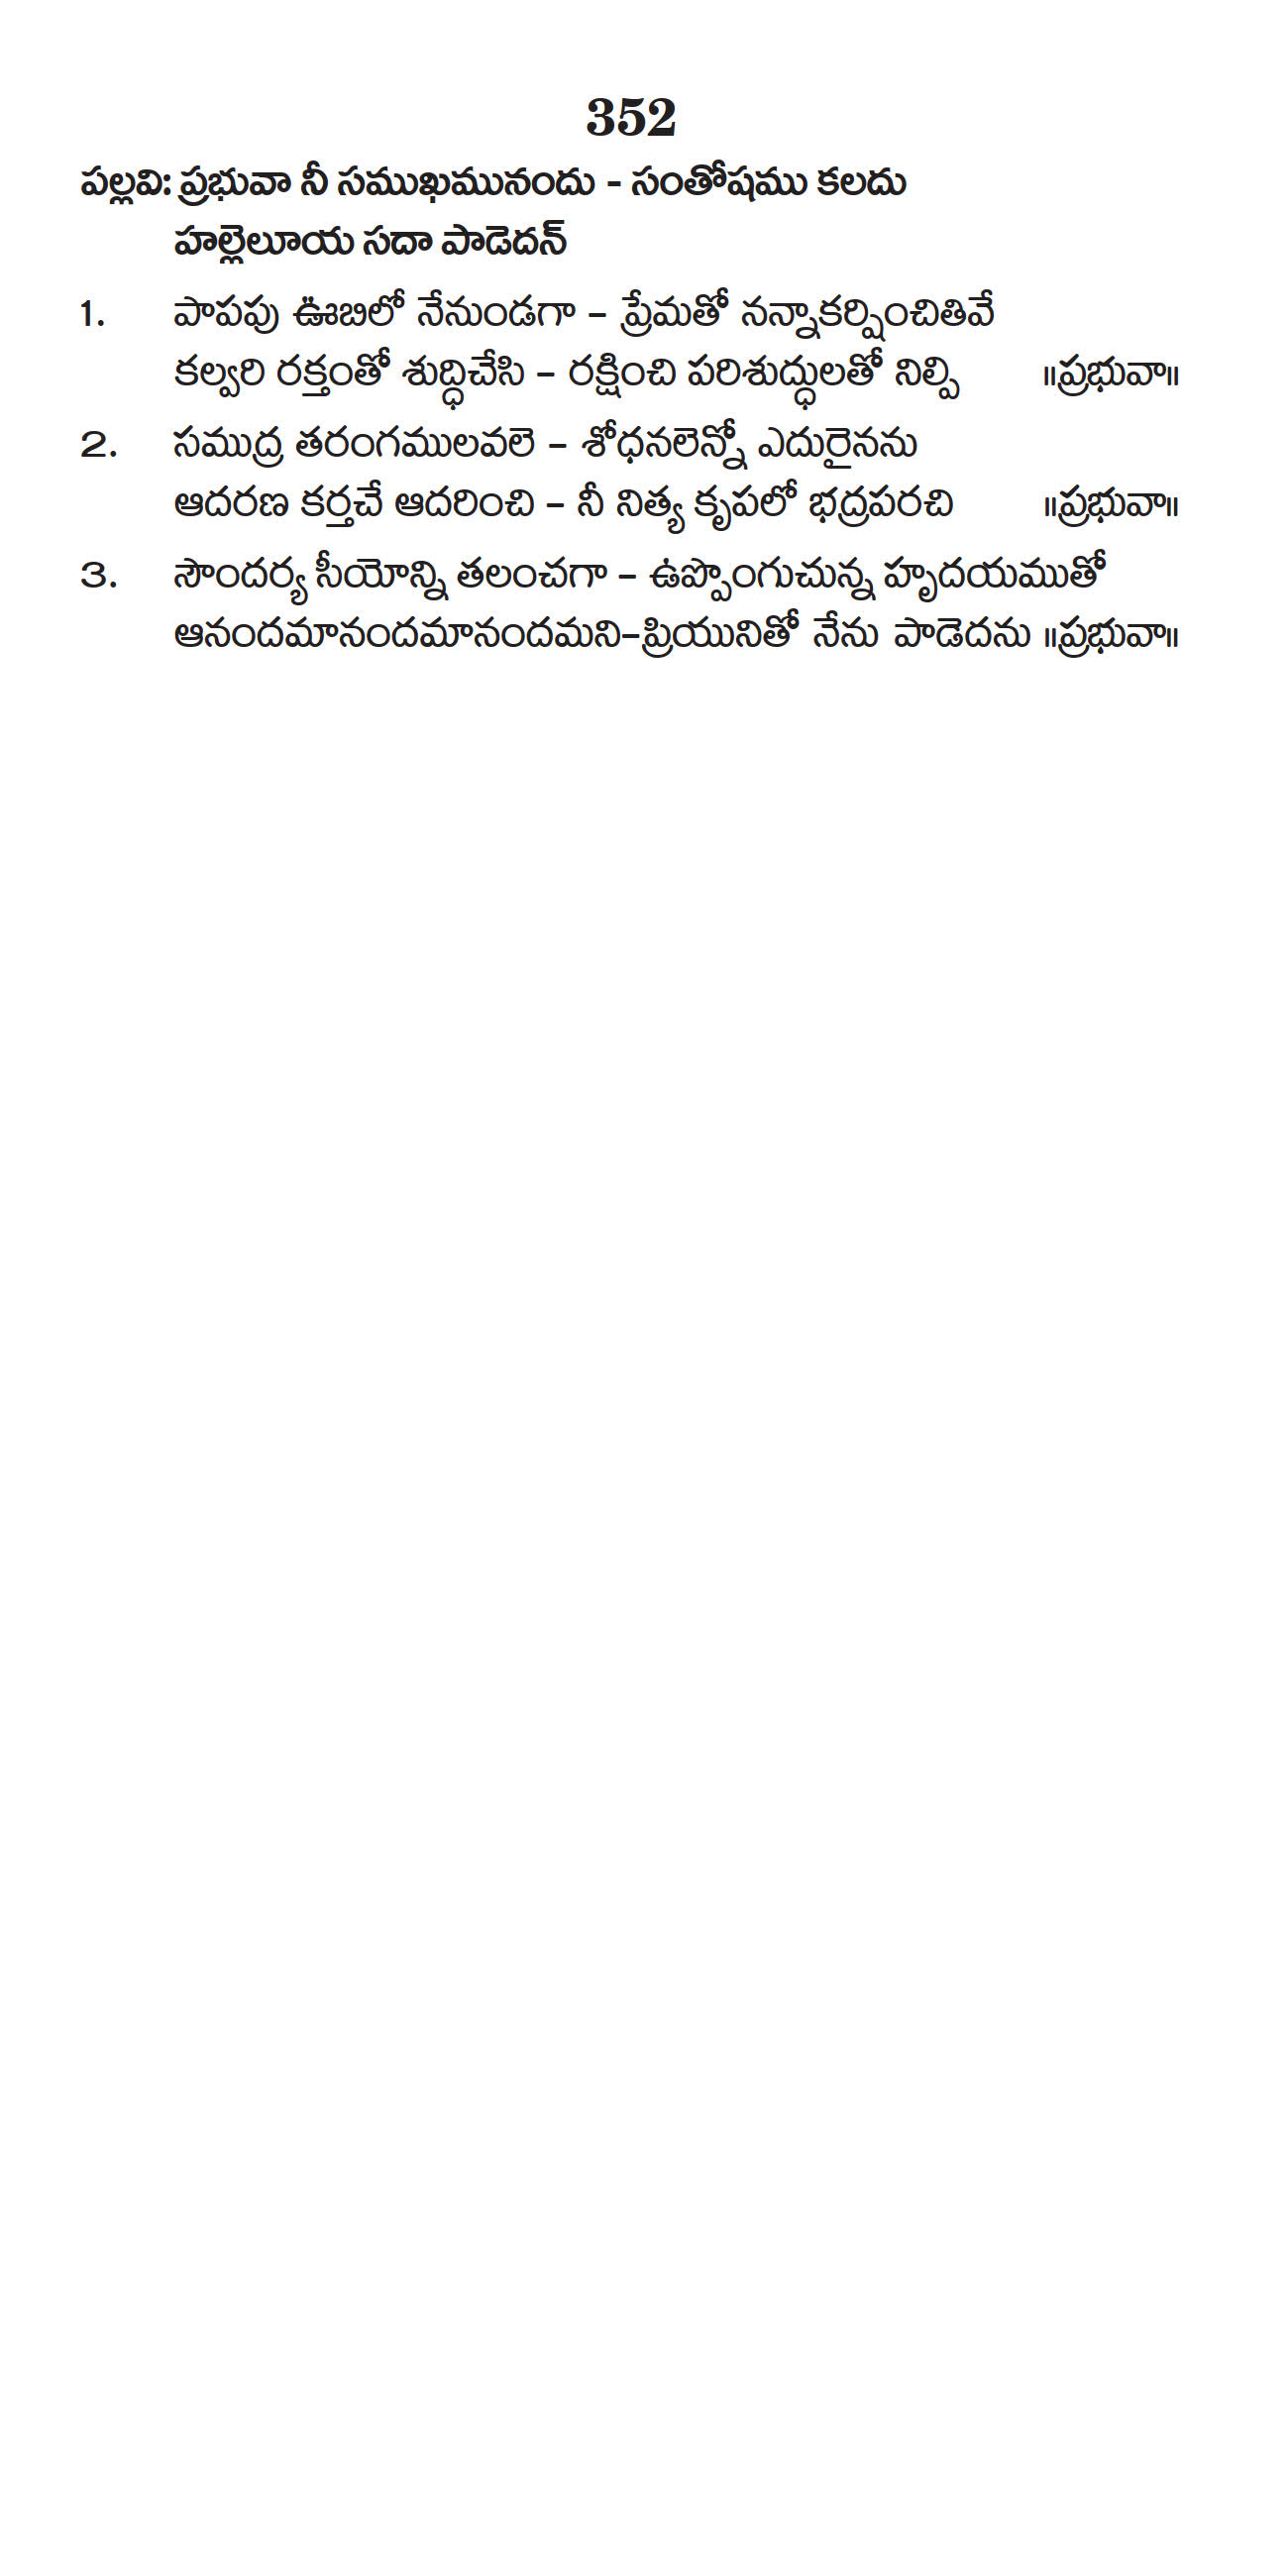 352
పల్లవి: ప్రభువా నీ సముఖమునందు - సంతోషము కలదు
హల్లెలూయ సదా పాడెదన్
1. పాపపు ఊబిలో నేనుండగా - ప్రేమతో నన్నాకర్షించితివే
కల్వరి రక్తంతో శుద్ధిచేసి - రక్షించి పరిశుద్ధులతో నిల్పి ॥ప్రభువా॥
2. సముద్ర తరంగములవలె - శోధనలెన్నో ఎదురైనను
ఆదరణ కర్తచే ఆదరించి - నీ నిత్య కృపలో భద్రపరచి ॥ప్రభువా॥
3. సౌందర్య సీయోన్ని తలంచగా - ఉప్పొంగుచున్న హృదయముతో
ఆనందమానందమానందమని-ప్రియునితో నేను పాడెదను ॥ప్రభువా॥